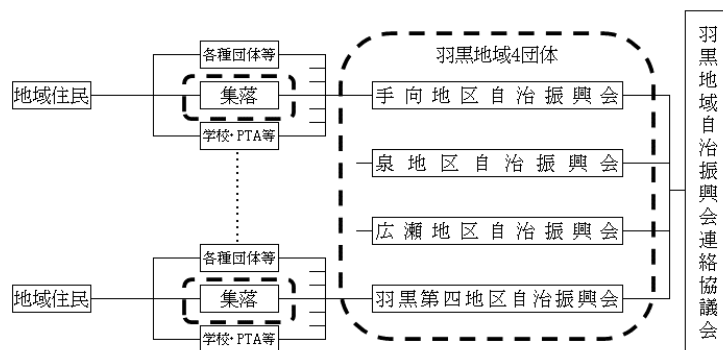 各種団体等
地域住民
集落
学校・PTA等
羽黒地域4団体
手向地区自治振興会
泉地区自治振興会
広瀬地区自治振興会
各種団体等
地域住民
集落
学校・PTA等
羽黒第四地区自治振興会
羽黒地域自治振興会連絡協議会